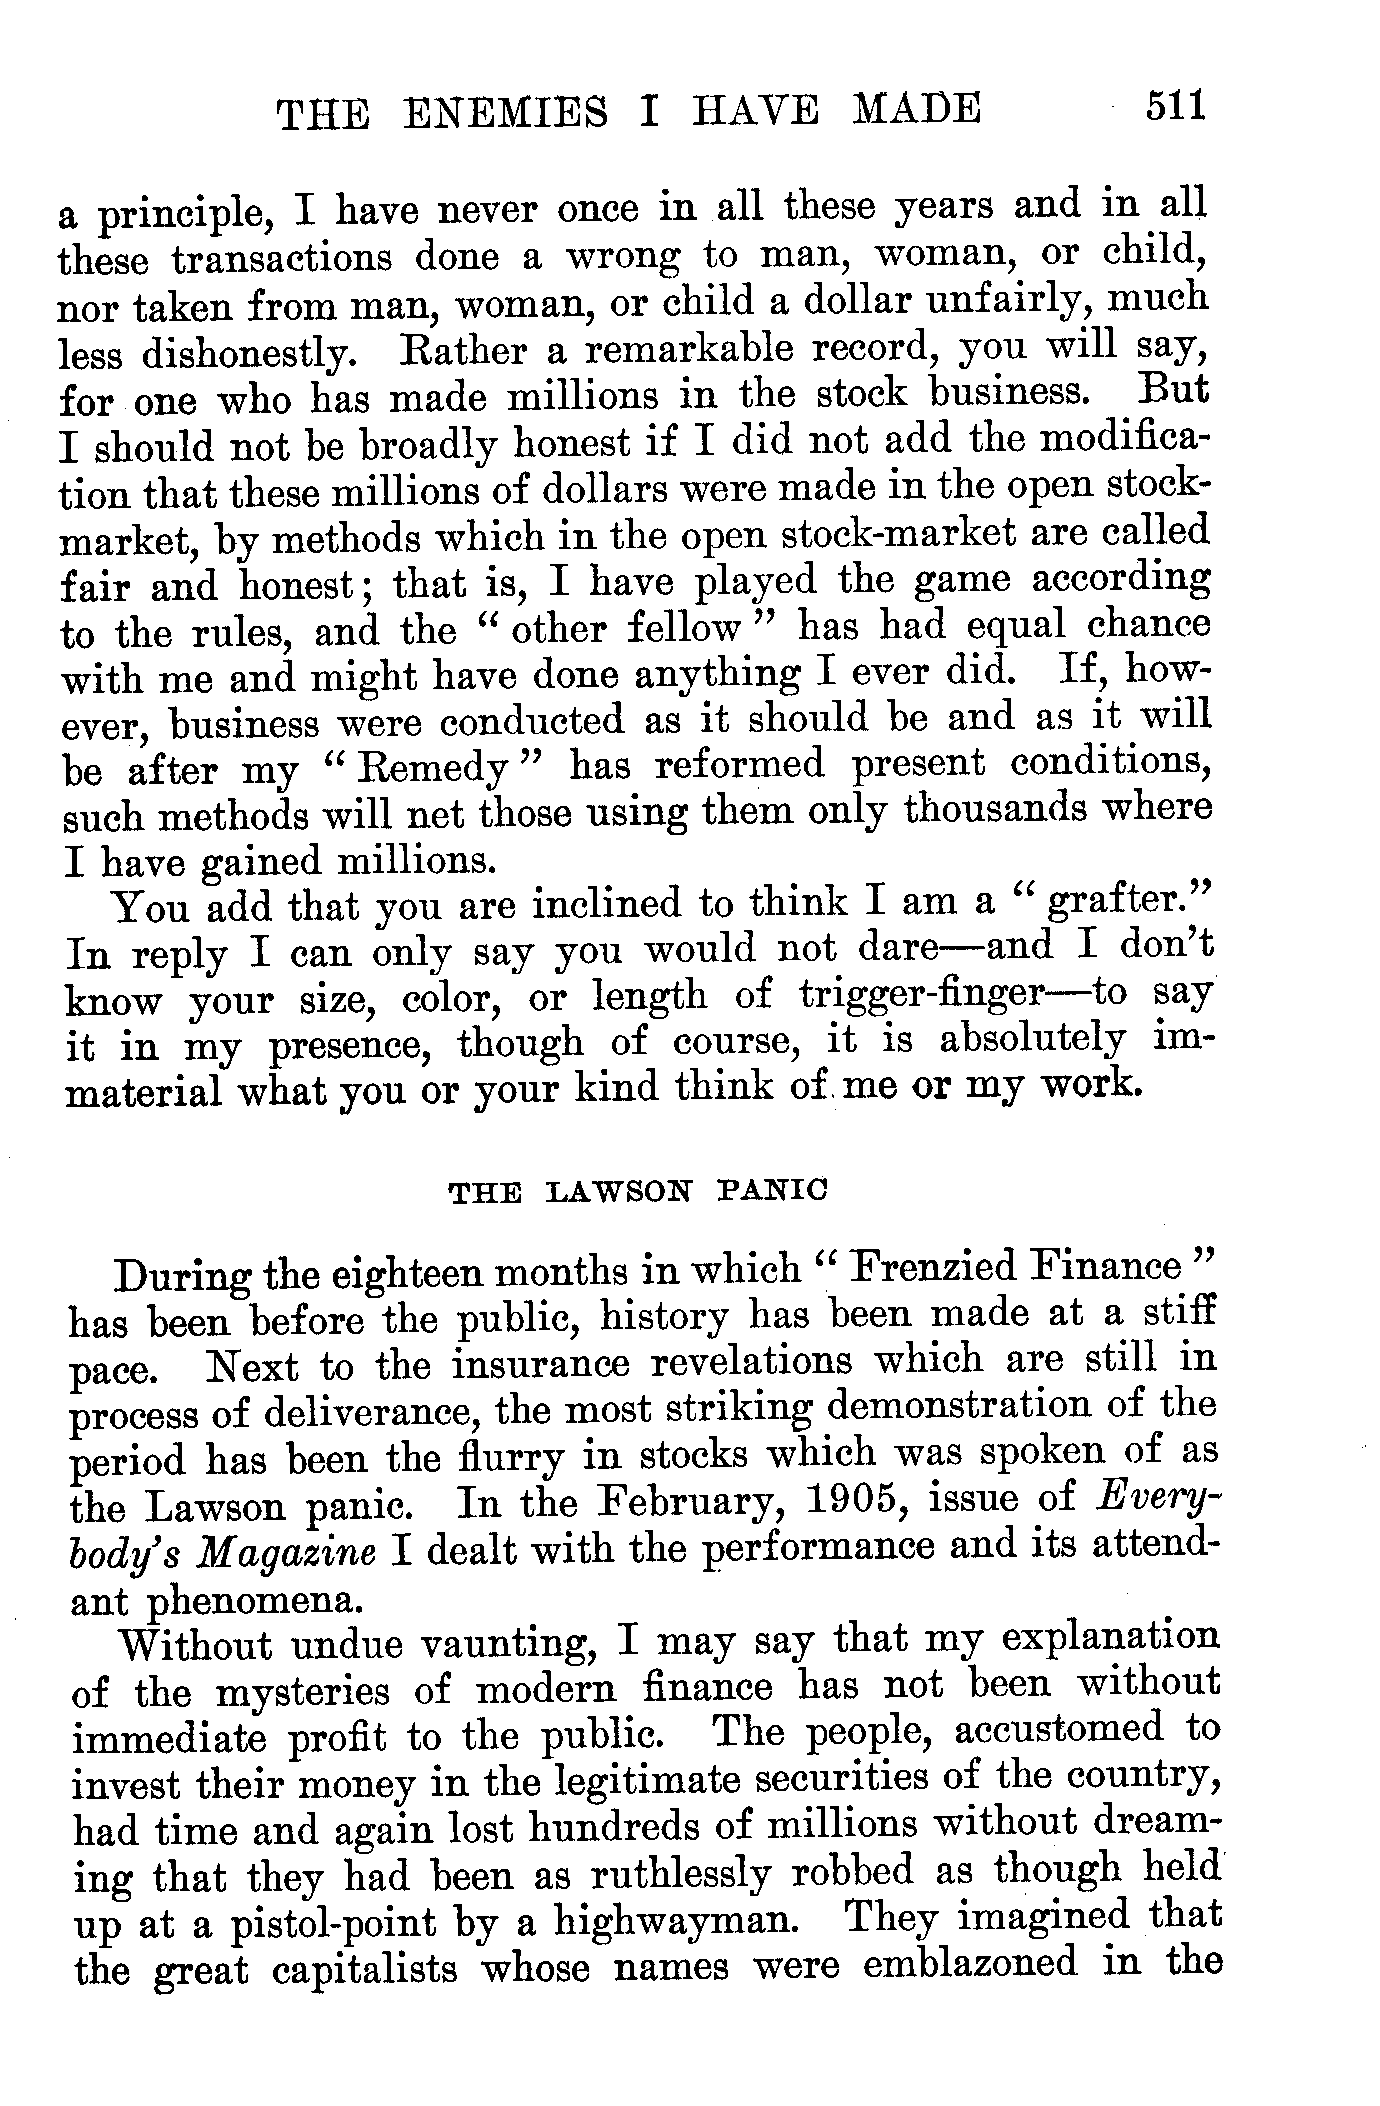 THE ENEMIES I HAVE MADE 511
a principle, I have never once in all these years and in all
these transactions done a wrong to man, woman, or child,
nor taken from man, woman, or child a dollar unfairly, much
less dishonestly. Rather a remarkable record, you will say,
for one who has made millions in the stock business. But
I should not be broadly honest if I did not add the modifica-
tion that these millions of dollars were made in the open stock-
market, by methods which in the open stock-market are called
fair and honest; that is, I have played the game according
to the rules, and the “ other fellow ” has had equal chance
with me and might have done anything I ever did. If, how-
ever, business were conducted as it should be and as it will
be after my “ Remedy ” has reformed present conditions,
such methods will net those using them only thousands where
I have gained millions.
You add that you are inclined to think I am a “ grafter.”
In reply I can only say you would not dare—and I don’t
know your size, color, or length of trigger-finger—to say
it in my presence, though of course, it is absolutely im-
material what you or your kind think of me or my work.
THE LAWSON PANIC
During the eighteen months in which “ Frenzied Finance ”
has been before the public, history has been made at a stiff
pace. Next to the insurance revelations which are still in
process of deliverance, the most striking demonstration of the
period has been the flurry in stocks which was spoken of as
the Lawson panic. In the February, 1905, issue of Every-
body’s Magazine I dealt with the performance and its attend-
ant phenomena.
Without undue vaunting, I may say that my explanation
of the mysteries of modern finance has not been without
immediate profit to the public. The people, accustomed to
invest their money in the legitimate securities of the country,
had time and again lost hundreds of millions without dream-
ing that they had been as ruthlessly robbed as though held
up at a pistol-point by a highwayman. They imagined that
the great capitalists whose names were emblazoned in the